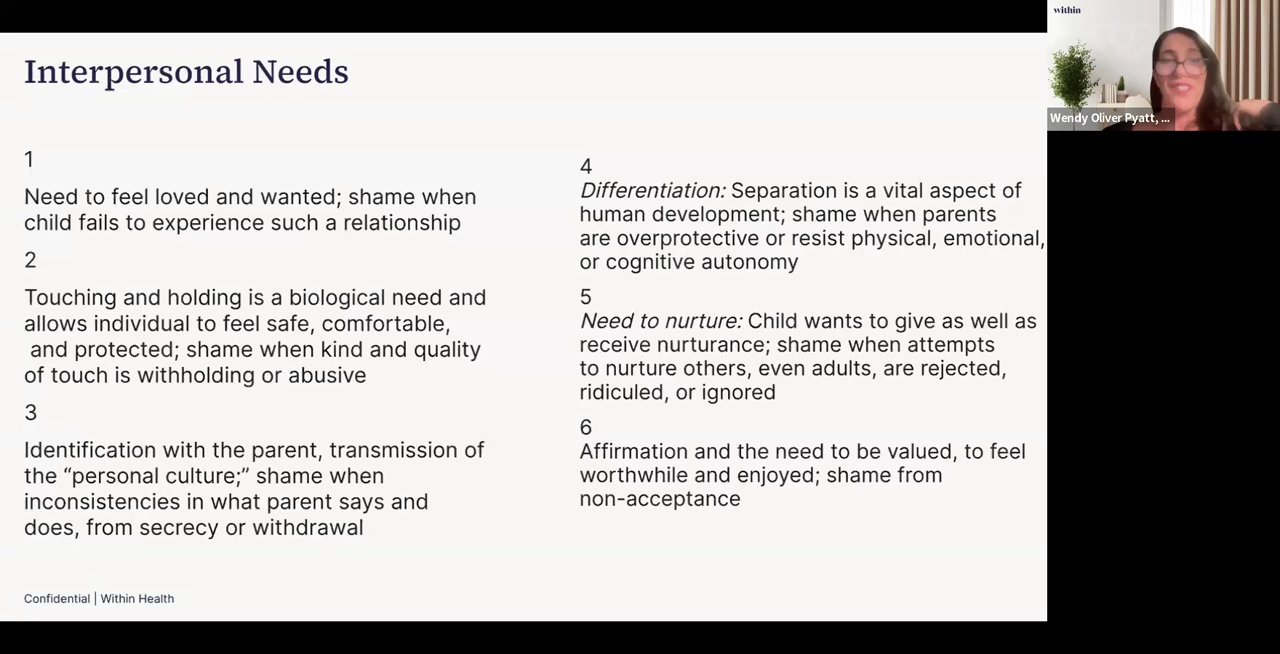 Interpersonal Needs
1
Need to feel loved and wanted; shame when
child fails to experience such a relationship
2
Touching and holding is a biological need and
allows individual to feel safe, comfortable,
and protected; shame when kind and quality
of touch is withholding or abusive
3
Identification with the parent, transmission of
the “personal culture;” shame when
inconsistencies in what parent says and
does, from secrecy or withdrawal
4
Differentiation: Separation is a vital aspect of
human development; shame when parents
are overprotective or resist physical, emotional,
or cognitive autonomy
5
Need to nurture: Child wants to give as well as
receive nurturance; shame when attempts
to nurture others, even adults, are rejected,
ridiculed, or ignored
6
Affirmation and the need to be valued, to feel
worthwhile and enjoyed; shame from
non-acceptance
Confidential | Within Health
within
Wendy Oliver Pyatt, ...